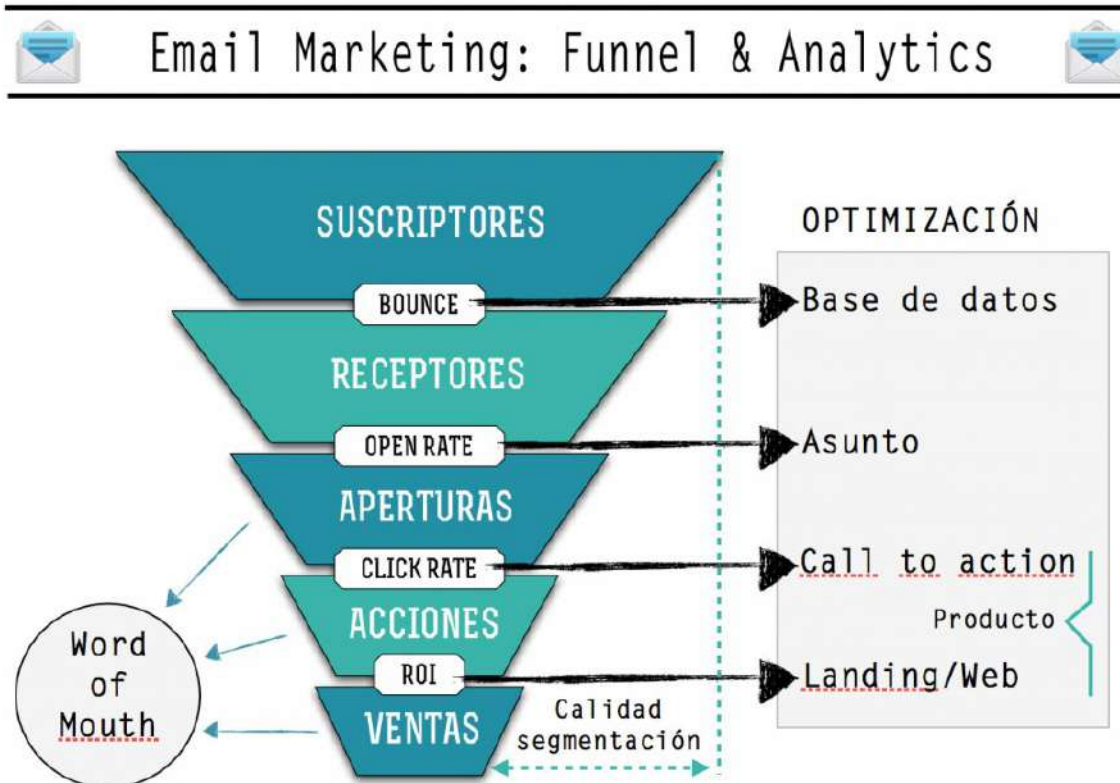 Email Marketing: Funnel & Analytics
SUSCRIPTORES
OPTIMIZACIÓN
BOUNCE
Base de datos
RECEPTORES
OPEN RATE
Asunto
APERTURAS
CLICK RATE
Call to action
ACCIONES
Producto
Word
of
Mouth
ROI
Landing/Web
VENTAS
Calidad
segmentación